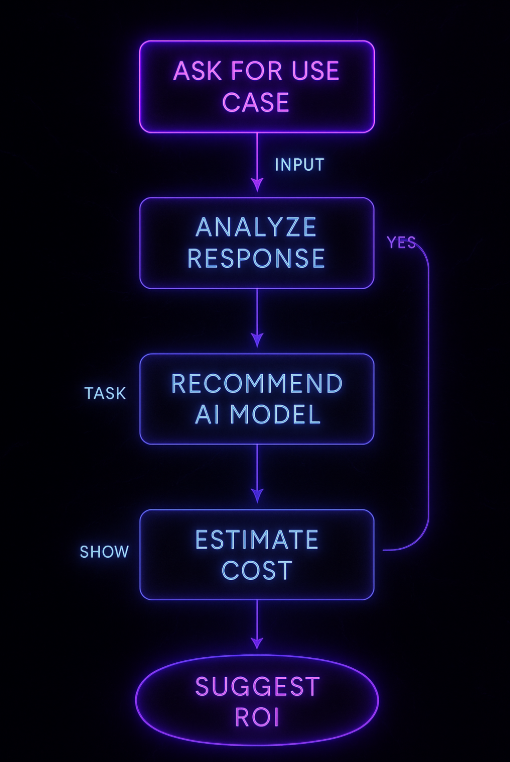 ASK FOR USE
CASE
INPUT
ANALYZE
RESPONSE
YES
TASK
RECOMMEND
AI MODEL
SHOW
ESTIMATE
COST
SUGGEST
ROI